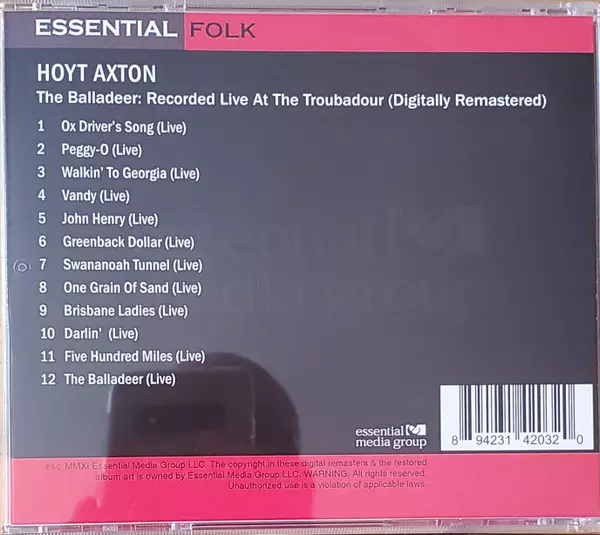 ESSENTIAL FOLK
HOYT AXTON
The Balladeer: Recorded Live At The Troubadour (Digitally Remastered)
1 Ox Driver's Song (Live)
2 Peggy-O (Live)
3 Walkin' To Georgia (Live)
4 Vandy (Live)
5 John Henry (Live)
6 Greenback Dollar (Live)
7 Swananoah Tunnel (Live)
8 One Grain Of Sand (Live)
9 Brisbane Ladies (Live)
10 Darlin' (Live)
11 Five Hundred Miles (Live)
12 The Balladeer (Live)
essential
media group
8 94231 42032 0
MMXI Essential Media Group LLC. The copyright in these digital remasters & the restored
album art is owned by Essential Media Group LLC. WARNING: All rights reserved.
Unauthorized use is a violation of applicable laws.